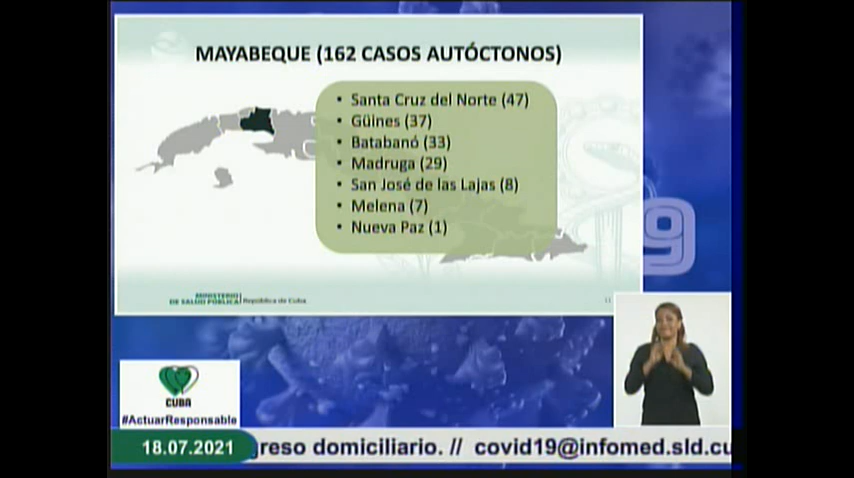 MAYABEQUE (162 CASOS AUTÓCTONOS)
• Santa Cruz del Norte (47)
• Güines (37)
• Batabanó (33)
• Madruga (29)
• San José de las Lajas (8)
• Melena (7)
• Nueva Paz (1)
9
MINISTERIO
DE SALUD PÚBLICA República de Cuba
11
CUBA
#ActuarResponsable
18.07.2021 greso domiciliario. // covid19@infomed.sld.cu